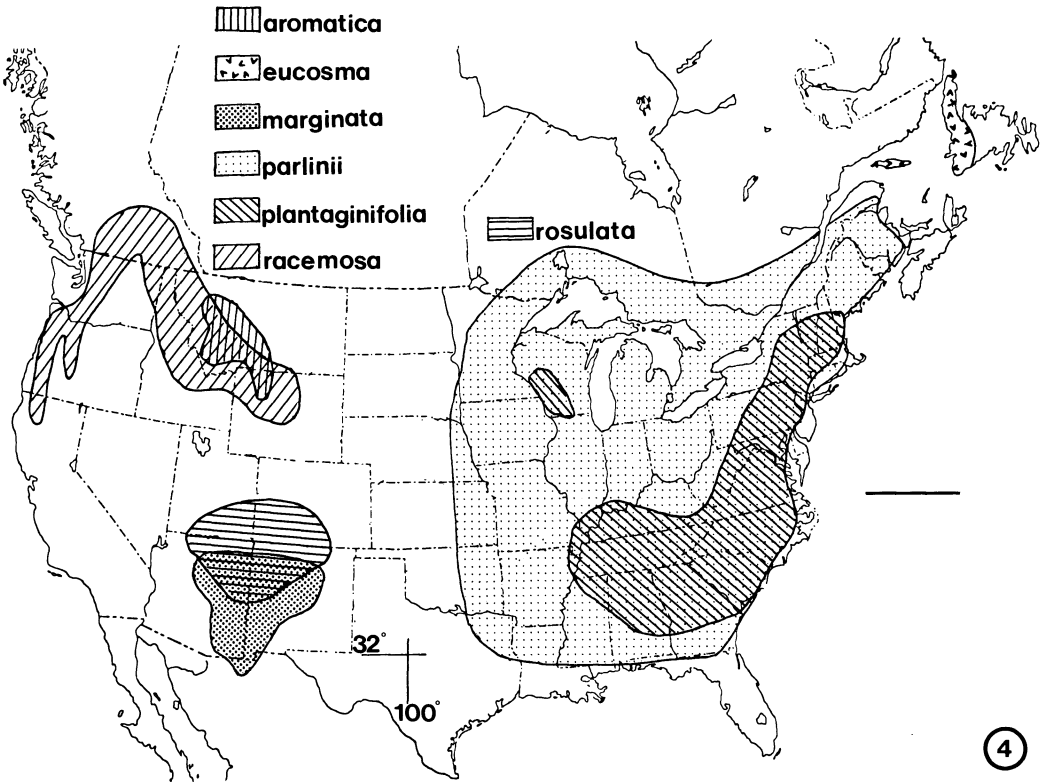 aromatica
eucosma
marginata
parlinii
plantaginifolia
racemosa
rosulata
32°
100°
4